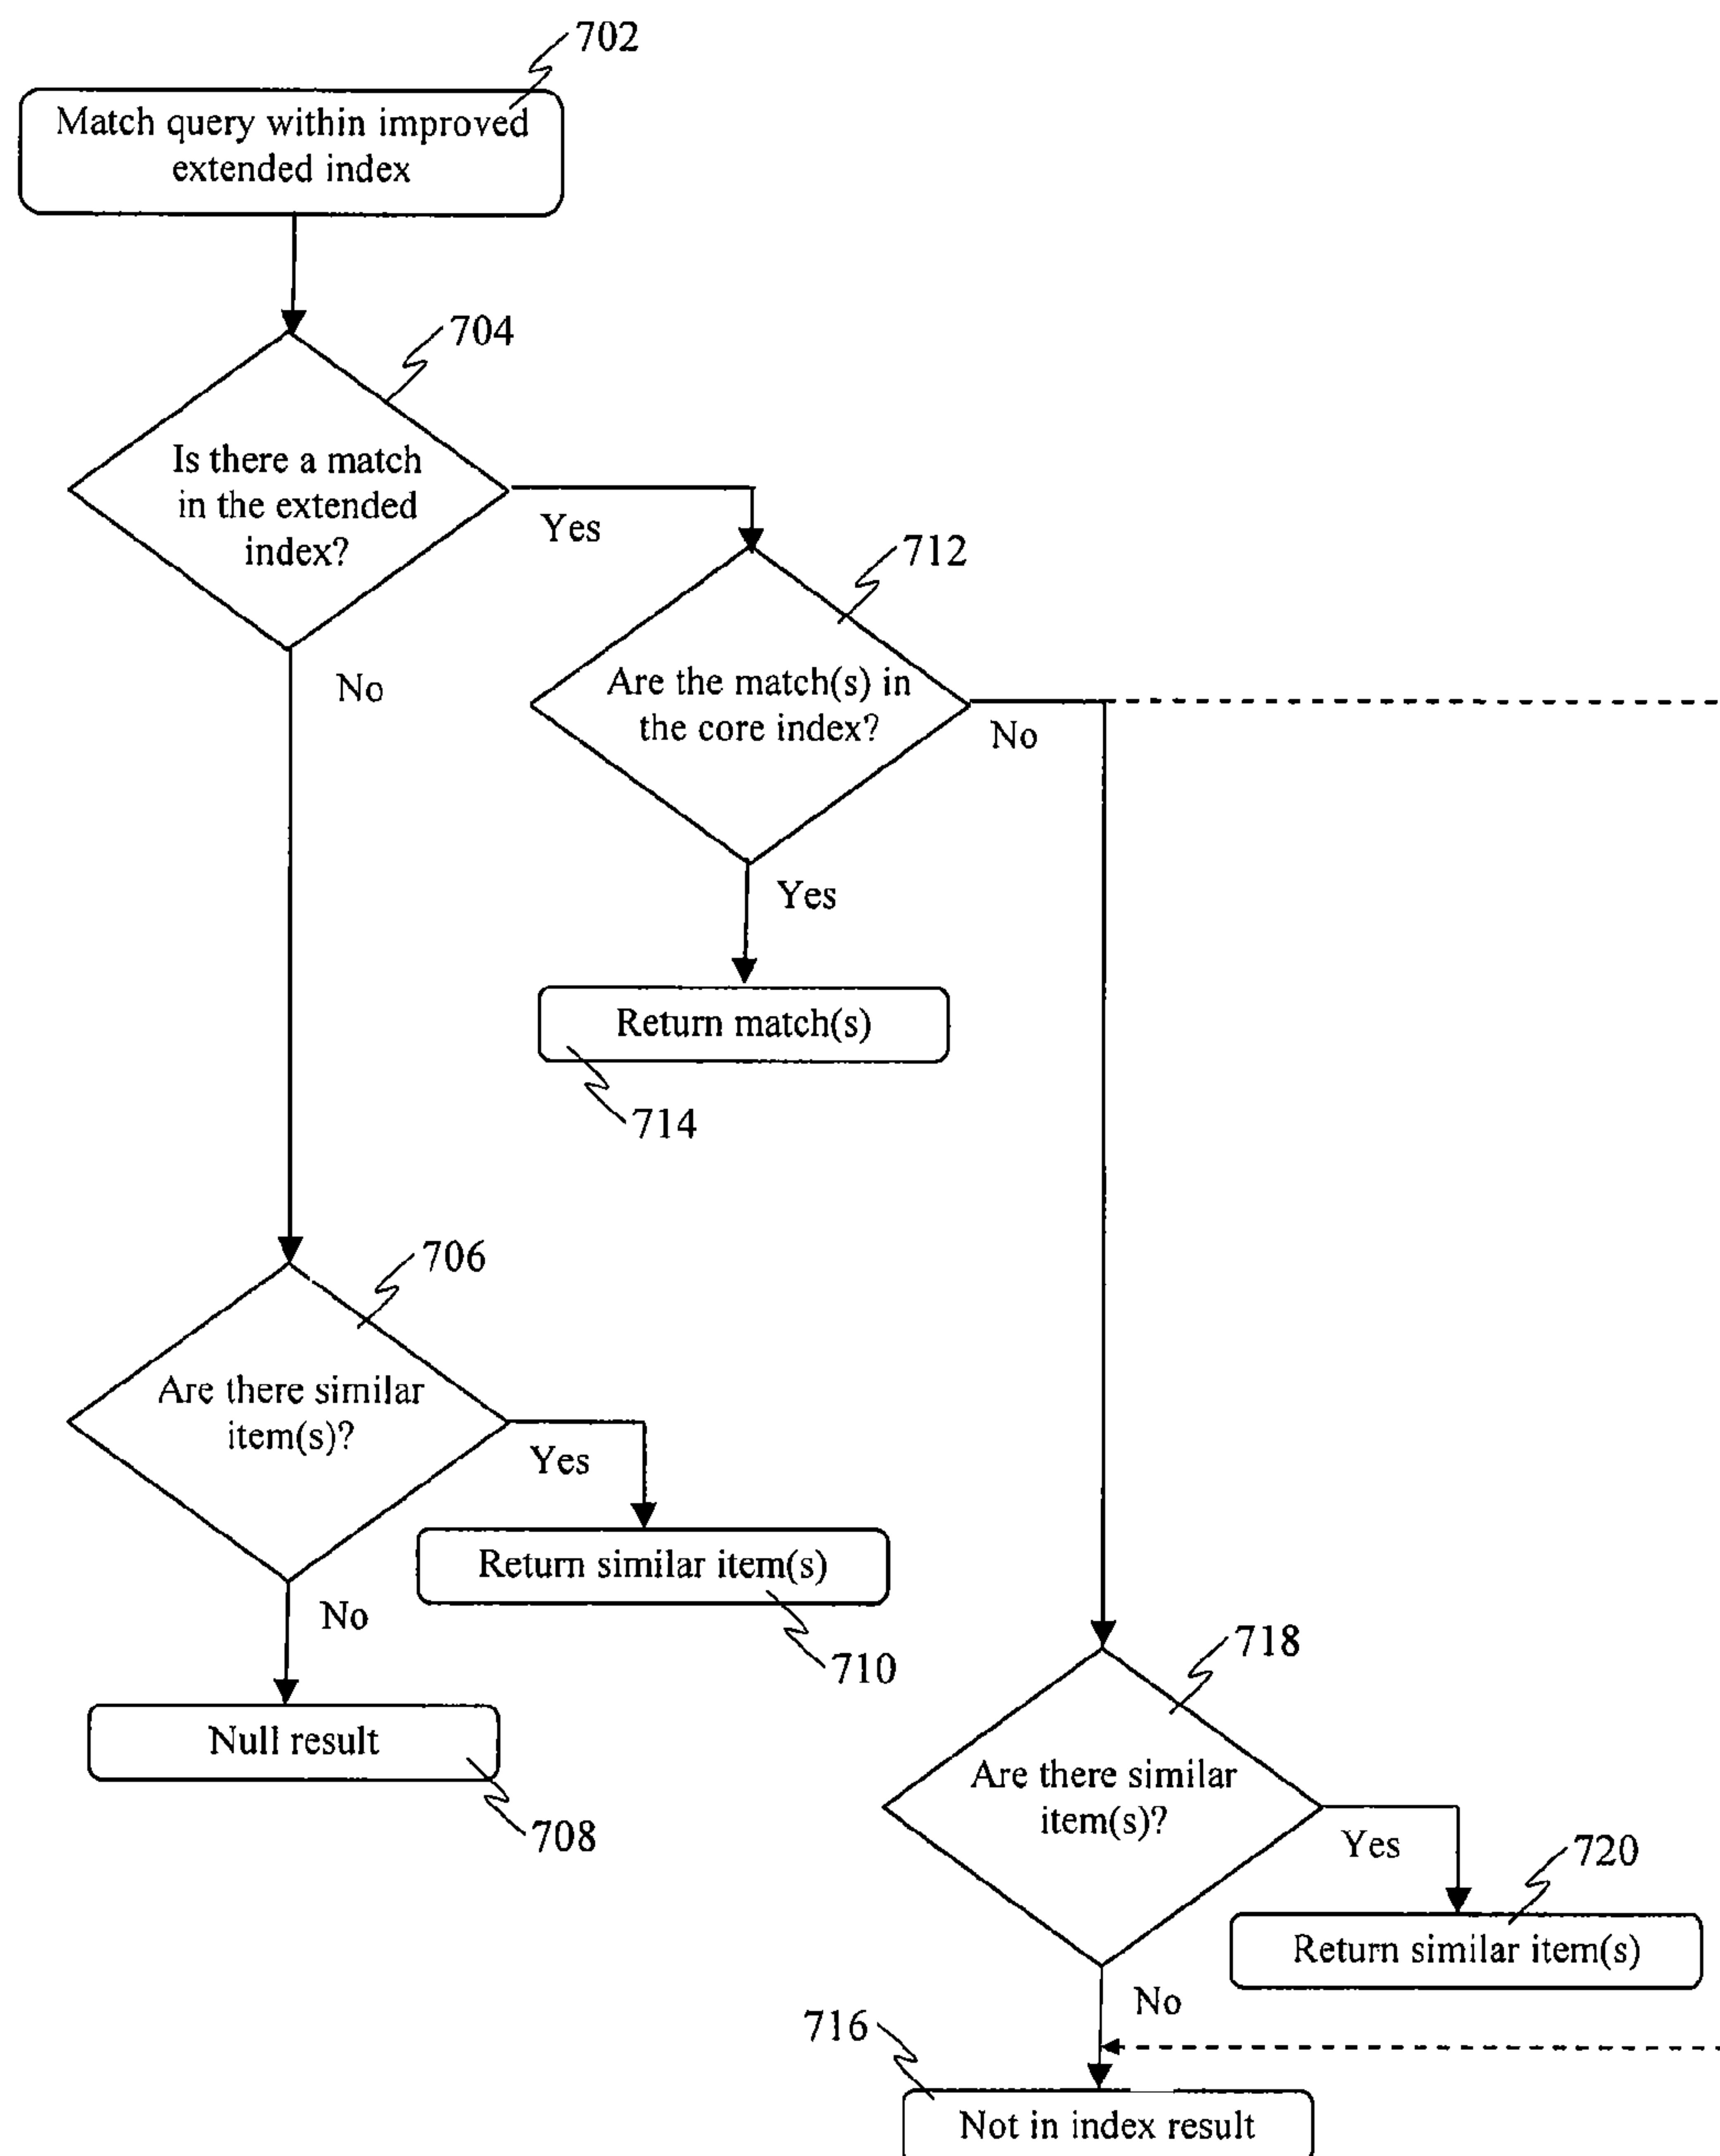 702
Match query within improved
extended index
704
Is there a match
in the extended
index?
Yes
No
712
Are the match(s) in
the core index?
No
Yes
Return match(s)
714
706
Are there similar
item(s)?
Yes
Return similar item(s)
710
No
Null result
708
718
Are there similar
item(s)?
Yes
720
Return similar item(s)
No
716
Not in index result